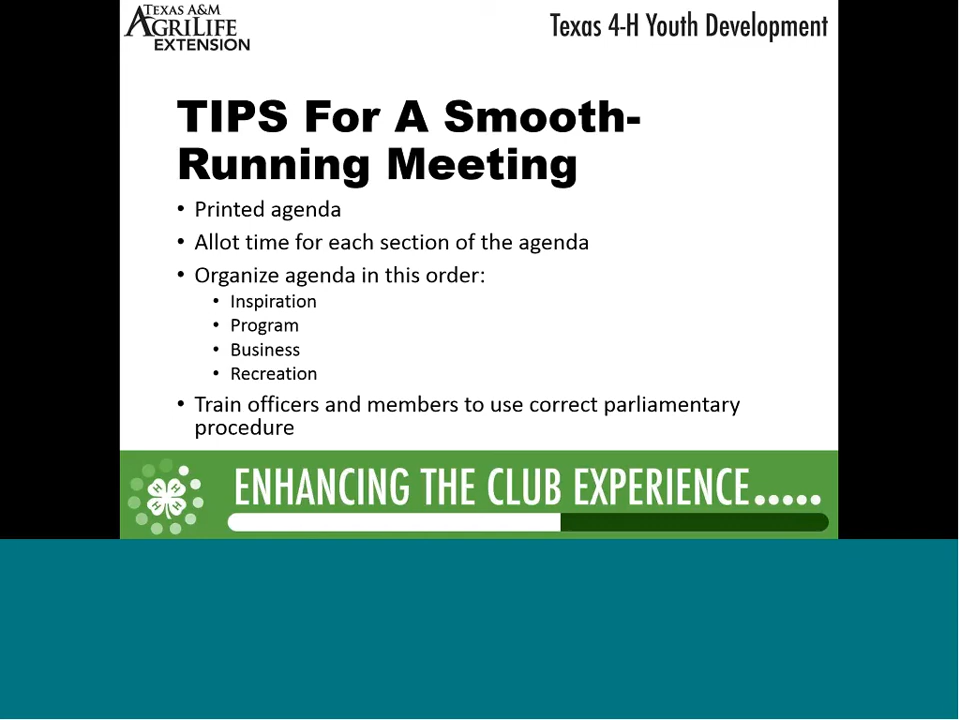 TEXAS A&M
AGRILIFE
EXTENSION
Texas 4-H Youth Development
TIPS For A Smooth-
Running Meeting
• Printed agenda
• Allot time for each section of the agenda
• Organize agenda in this order:
• Inspiration
• Program
• Business
• Recreation
• Train officers and members to use correct parliamentary
procedure
H H H H
ENHANCING THE CLUB EXPERIENCE.....